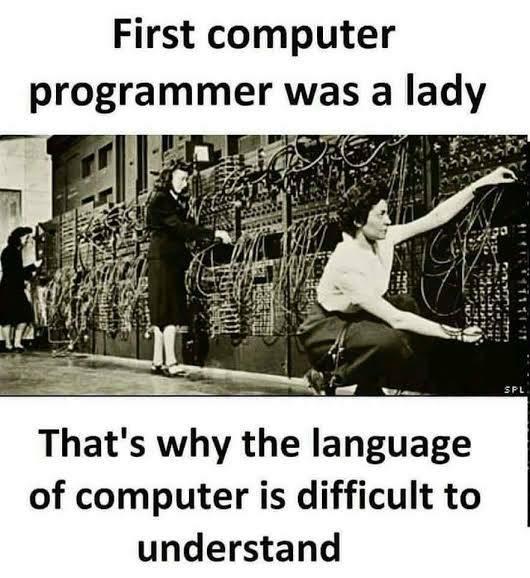 First computer
programmer was a lady
SPL
That's why the language
of computer is difficult to
understand